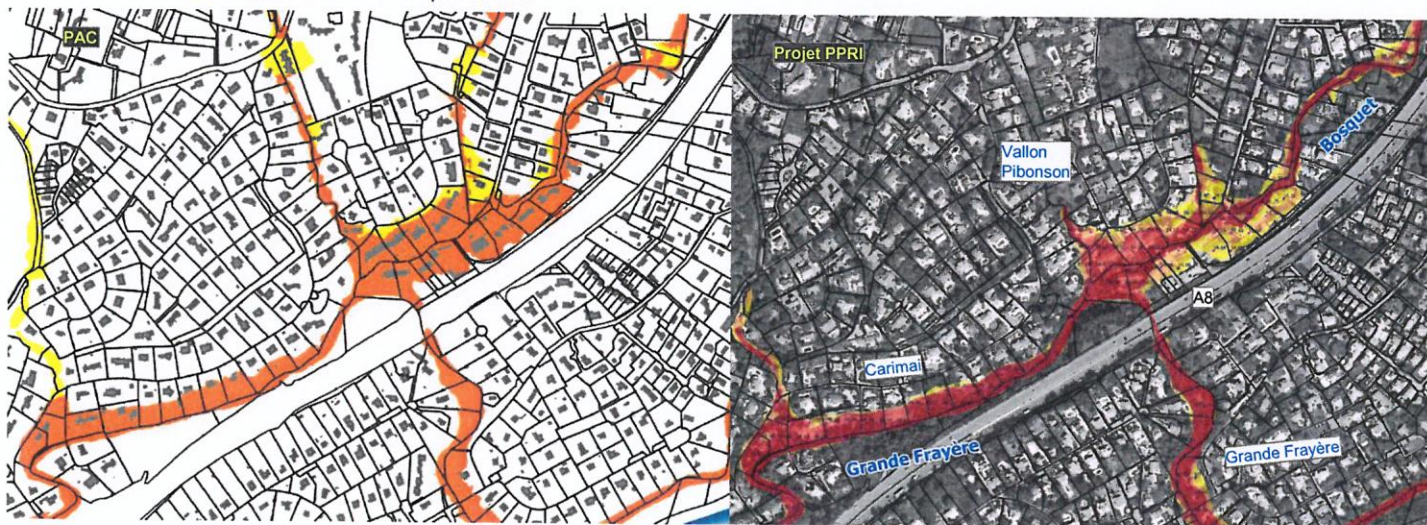 PAC
Projet PPRI
Bosquet
Vallon
Pibonson
A8
Carimai
Grande Frayère
Grande Frayère